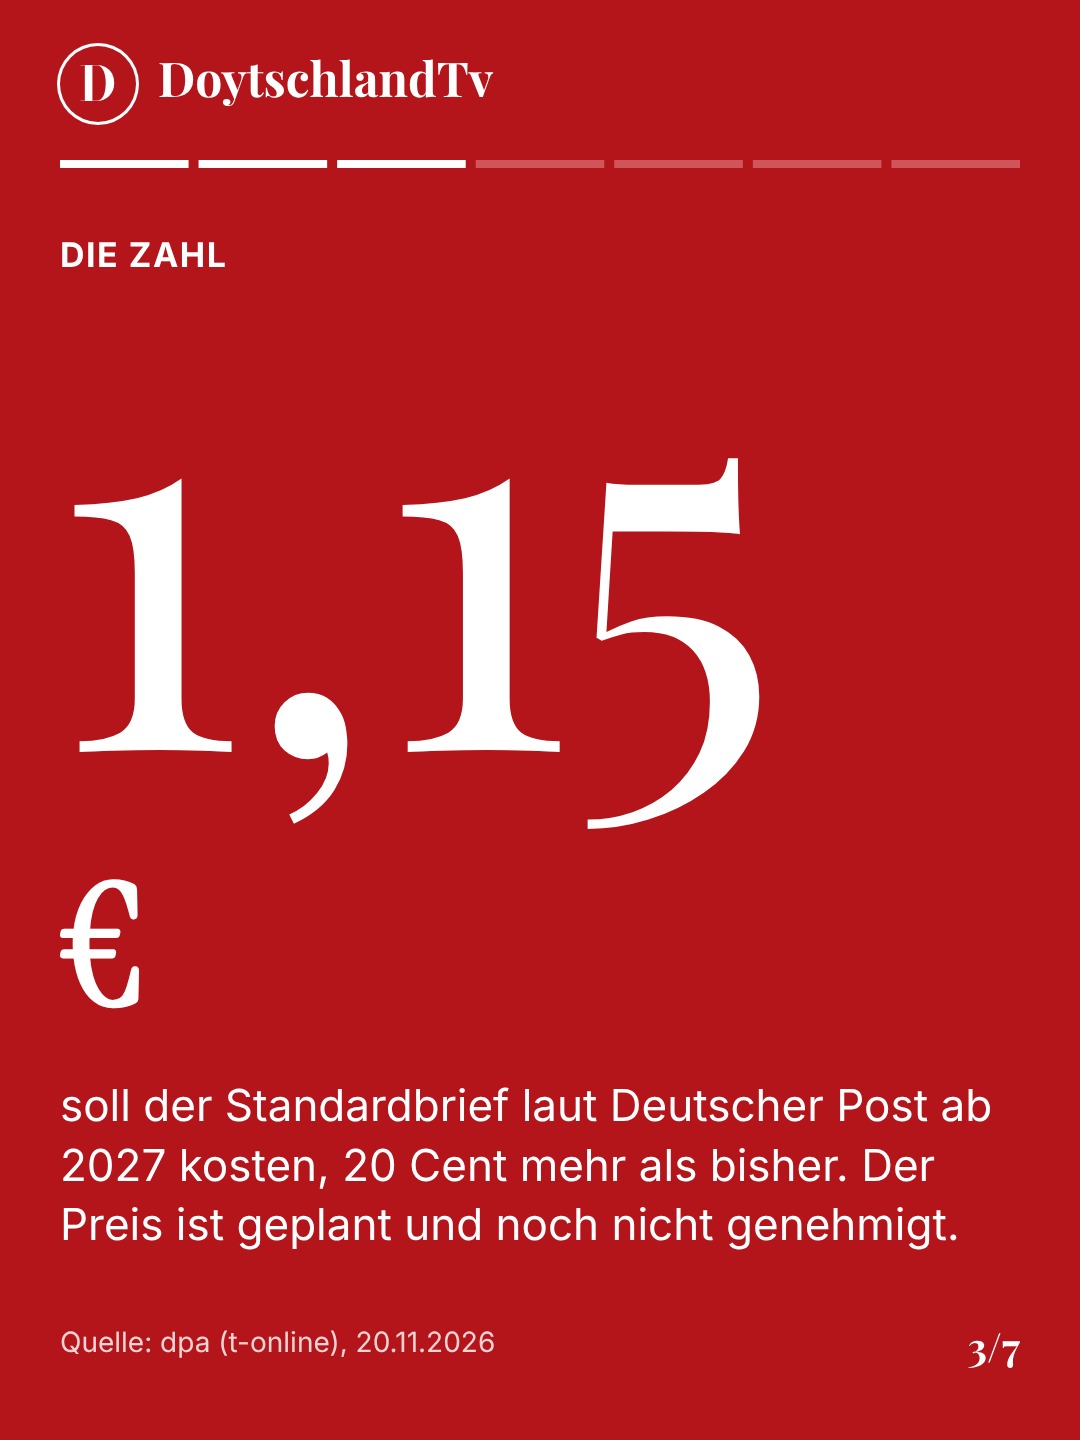 D DoytschlandTv
DIE ZAHL
1,15
€
soll der Standardbrief laut Deutscher Post ab
2027 kosten, 20 Cent mehr als bisher. Der
Preis ist geplant und noch nicht genehmigt.
Quelle: dpa (t-online), 20.11.2026
3/7